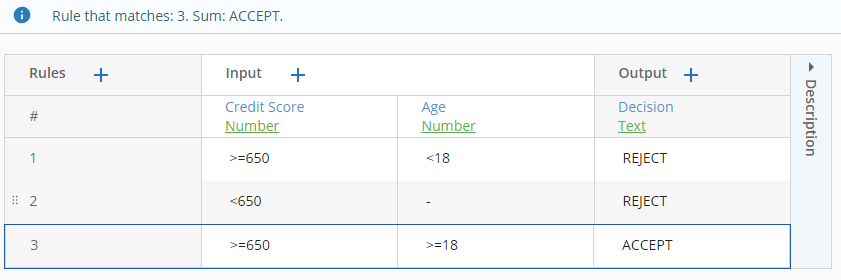 Rule that matches: 3. Sum: ACCEPT.
Rules + Input + Output +
# Credit Score Age Decision
Number Number Text
1 >=650 <18 REJECT
2 <650 - REJECT
3 >=650 >=18 ACCEPT
Description